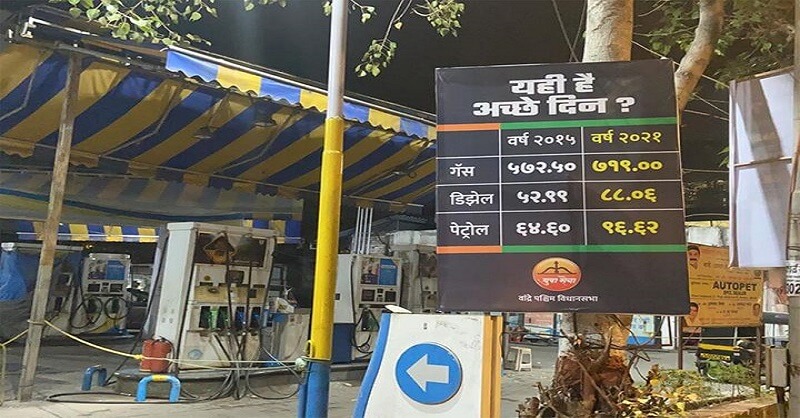 यही है
अच्छे दिन ?
वर्ष २०१५ वर्ष २०२१
गॅस ५७२.५० ७१९.००
डिझेल ५२.९९ ८८.०६
पेट्रोल ६४.६० ९६.६२
युवा सेना
वांद्रे पश्चिम विधानसभा
AUTOPET